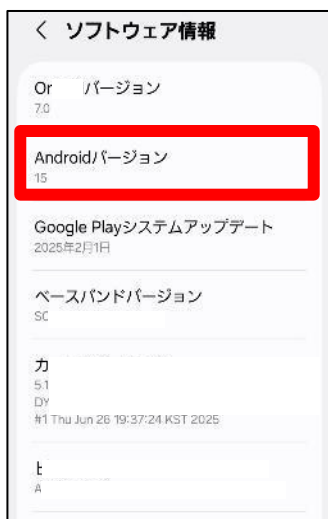 く ソフトウェア情報
Or バージョン
7.0
Androidバージョン
15
Google Playシステムアップデート
2025年2月1日
ベースバンドバージョン
SC
カ
5.1
DY
#1 Thu Jun 26 19:37:24 KST 2025
ビ
A